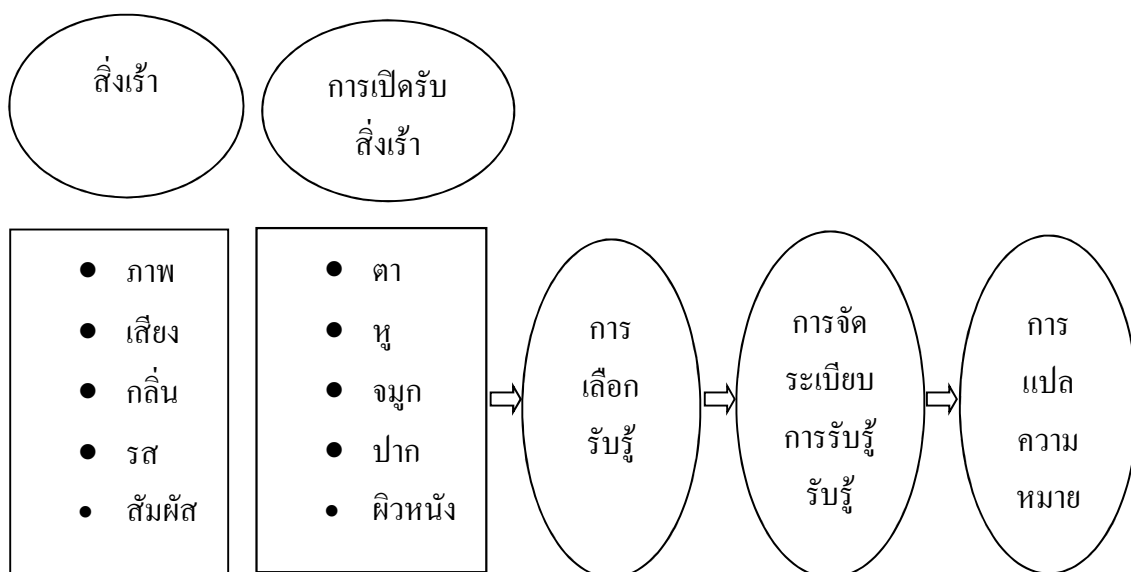 สิ่งเร้า
การเปิดรับ
สิ่งเร้า
● ภาพ
● เสียง
● กลิ่น
● รส
● สัมผัส
● ตา
● หู
● จมูก
● ปาก
● ผิวหนัง
การ
เลือก
รับรู้
การจัด
ระเบียบ
การรับรู้
รับรู้
การ
แปล
ความ
หมาย